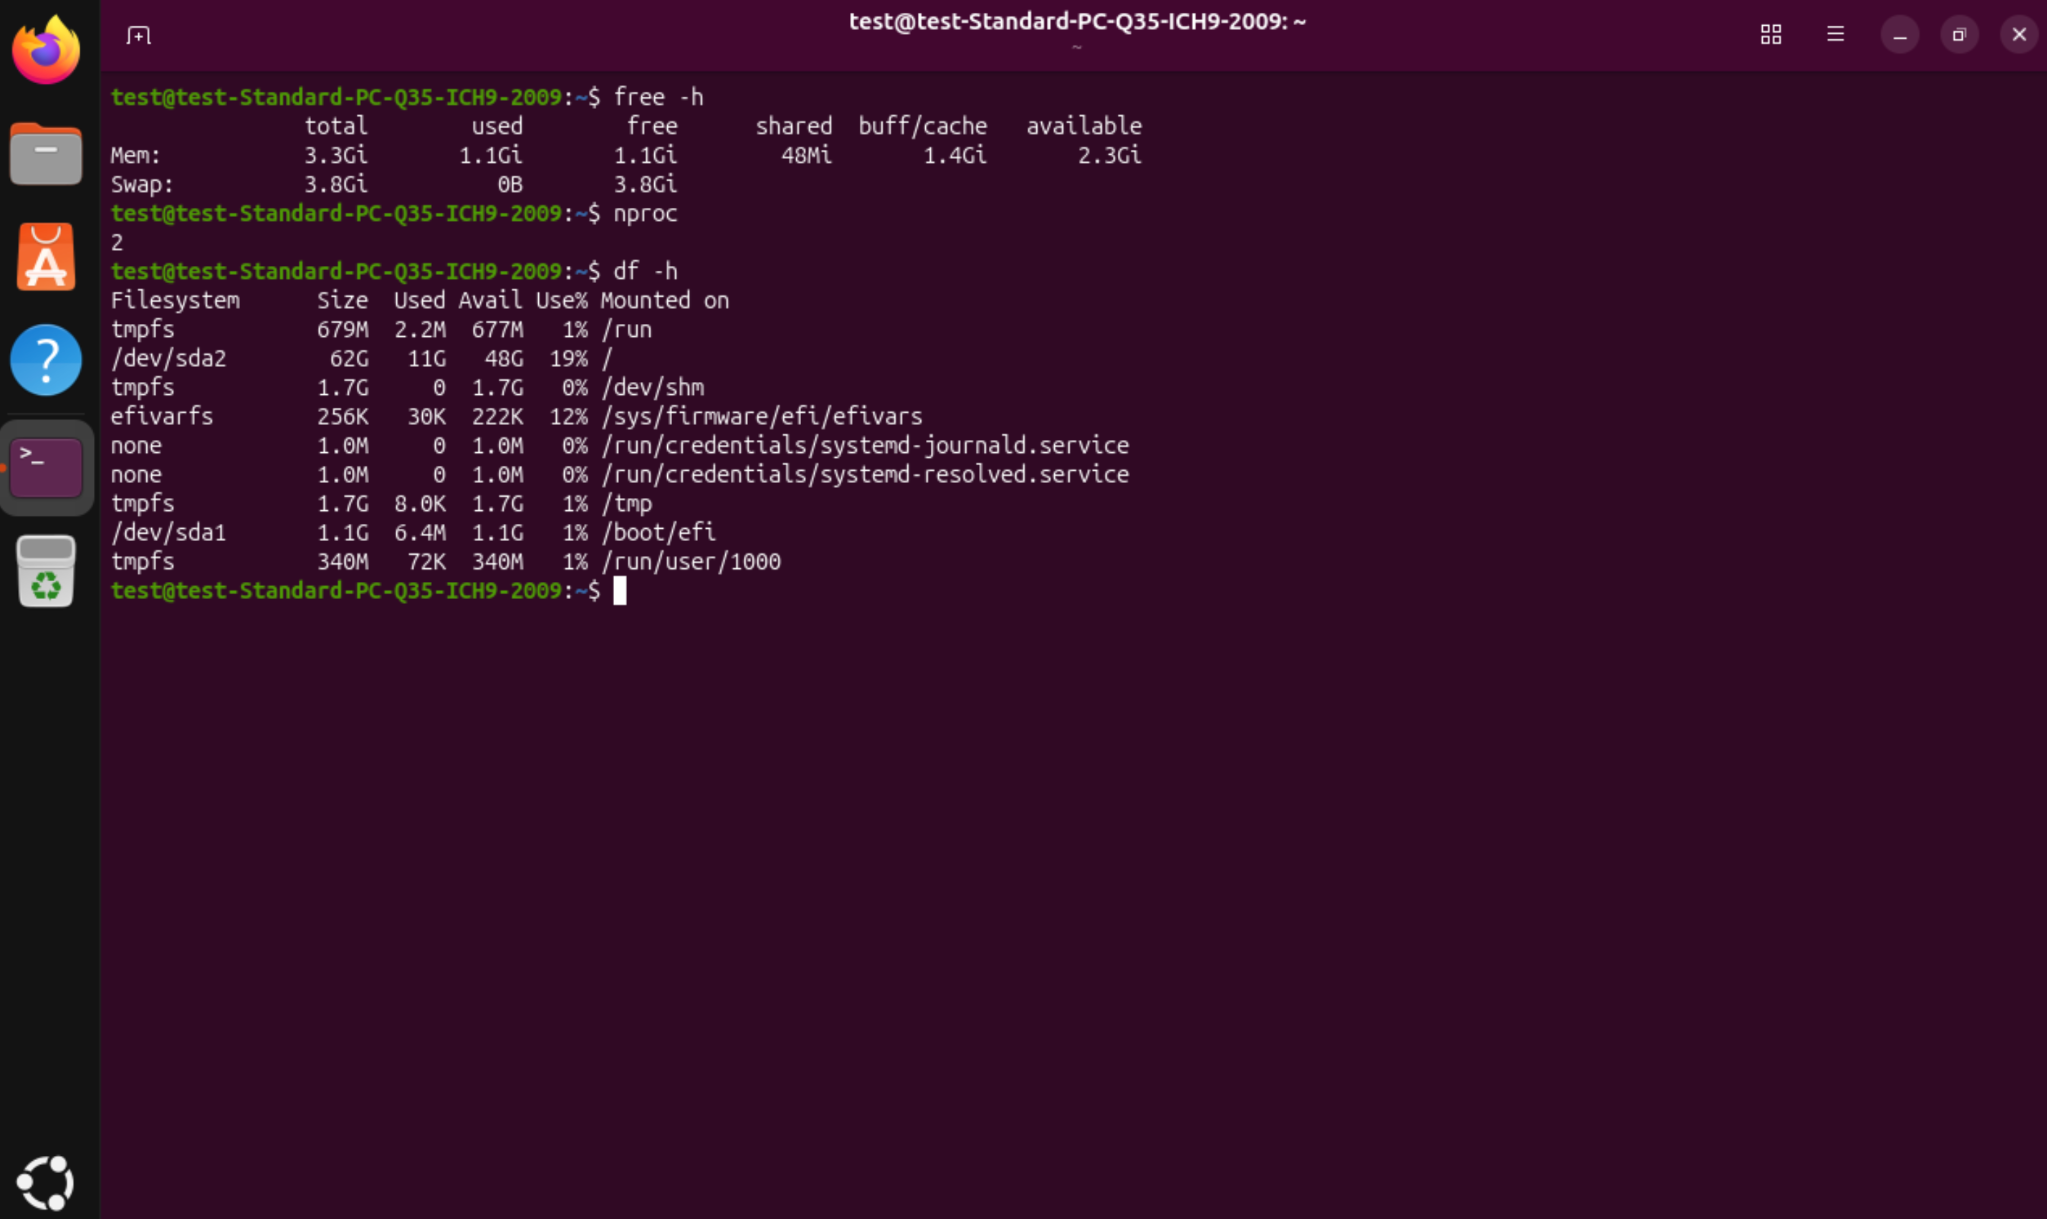 test@test-Standard-PC-Q35-ICH9-2009: ~
~
test@test-Standard-PC-Q35-ICH9-2009:~$ free -h
               total        used        free      shared  buff/cache   available
Mem:           3.3Gi       1.1Gi       1.1Gi        48Mi       1.4Gi       2.3Gi
Swap:          3.8Gi          0B       3.8Gi
test@test-Standard-PC-Q35-ICH9-2009:~$ nproc
2
test@test-Standard-PC-Q35-ICH9-2009:~$ df -h
Filesystem      Size  Used Avail Use% Mounted on
tmpfs           679M  2.2M  677M   1% /run
/dev/sda2        62G   11G   48G  19% /
tmpfs           1.7G     0  1.7G   0% /dev/shm
efivarfs        256K   30K  222K  12% /sys/firmware/efi/efivars
none            1.0M     0  1.0M   0% /run/credentials/systemd-journald.service
none            1.0M     0  1.0M   0% /run/credentials/systemd-resolved.service
tmpfs           1.7G  8.0K  1.7G   1% /tmp
/dev/sda1       1.1G  6.4M  1.1G   1% /boot/efi
tmpfs           340M   72K  340M   1% /run/user/1000
test@test-Standard-PC-Q35-ICH9-2009:~$